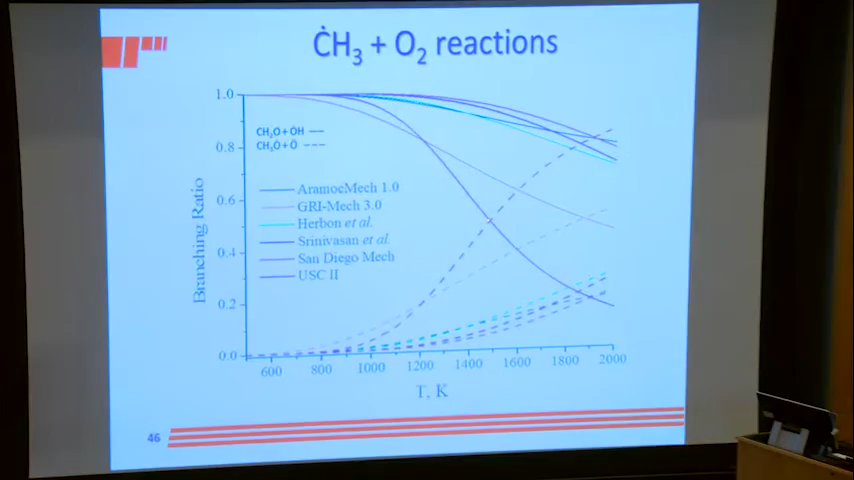 ĊH₃ + O₂ reactions
1.0
CH₂O+ȮH
CH₃Ȯ+Ö
0.8
AramocMech 1.0
GRI-Mech 3.0
0.6
Herbon et al.
Srinivasan et al.
San Diego Mech
USC II
0.4
0.2
0.0
Branching Ratio
600 800 1000 1200 1400 1600 1800 2000
T, K
46